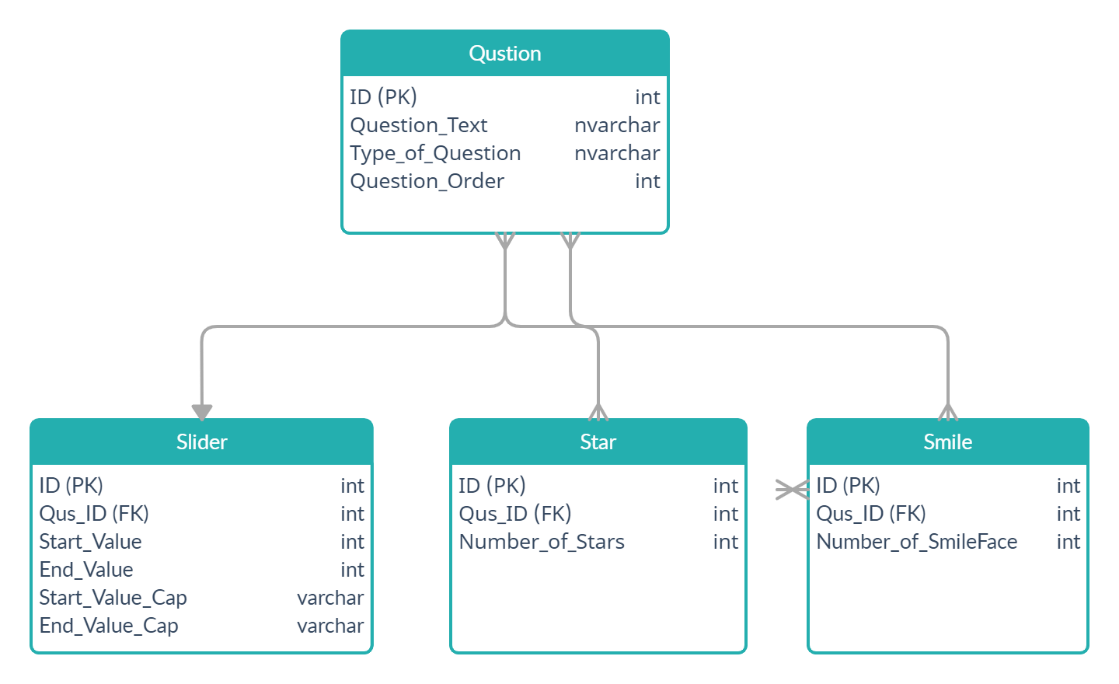 Qustion
ID (PK) int
Question_Text nvarchar
Type_of_Question nvarchar
Question_Order int
Slider
ID (PK) int
Qus_ID (FK) int
Start_Value int
End_Value int
Start_Value_Cap varchar
End_Value_Cap varchar
Star
ID (PK) int
Qus_ID (FK) int
Number_of_Stars int
Smile
ID (PK) int
Qus_ID (FK) int
Number_of_SmileFace int